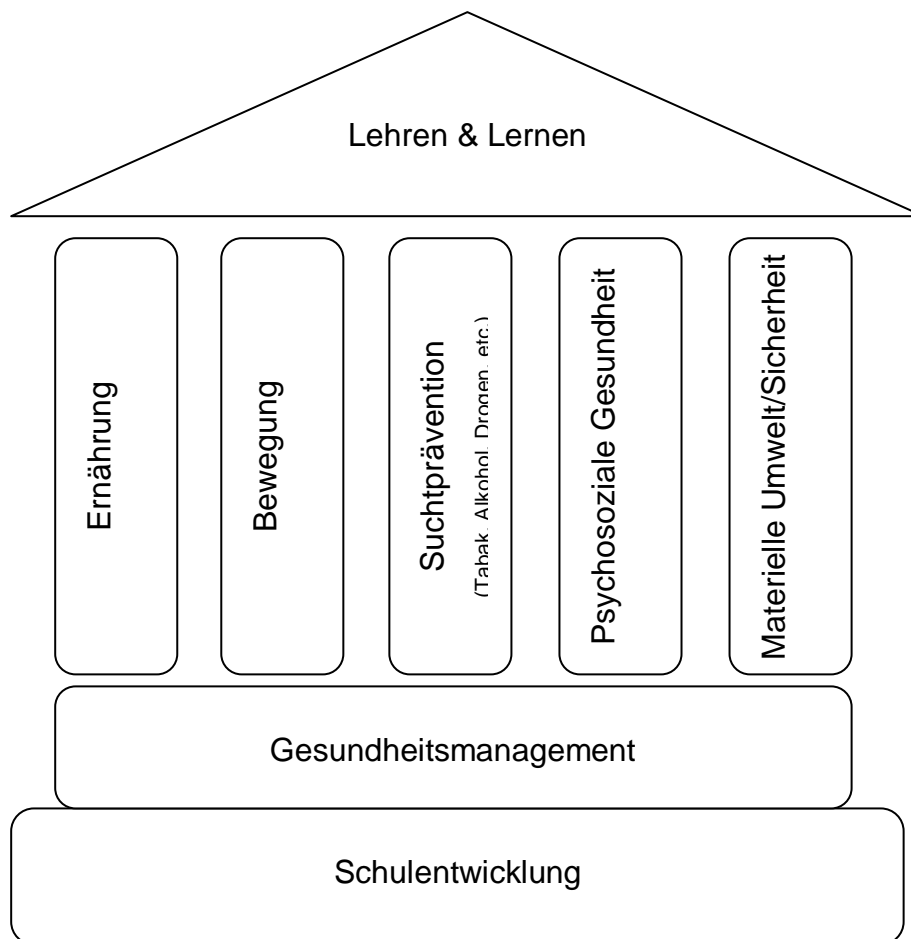 Lehren & Lernen
Ernährung
Bewegung
Suchtprävention
(Tabak, Alkohol, Drogen, etc.)
Psychosoziale Gesundheit
Materielle Umwelt/Sicherheit
Gesundheitsmanagement
Schulentwicklung